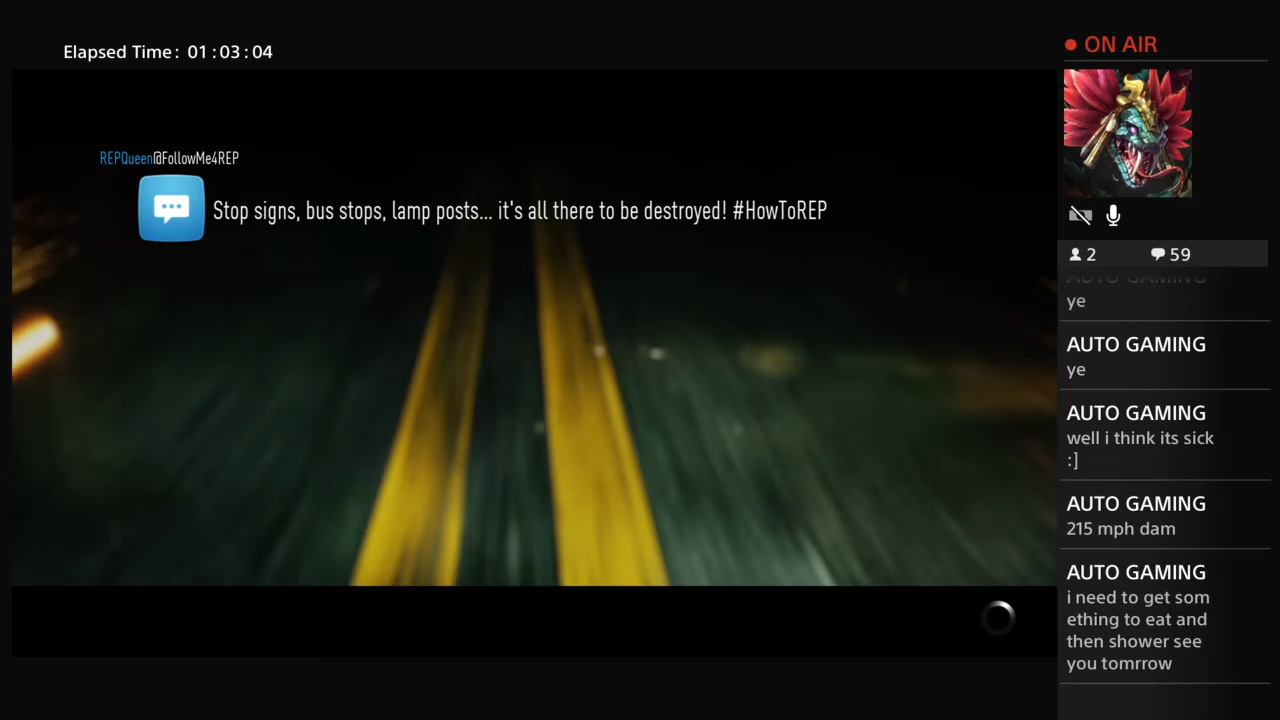 Elapsed Time: 01:03:04
ON AIR
REPQueen@FollowMe4REP
Stop signs, bus stops, lamp posts... it's all there to be destroyed! #HowToREP
2 59
AUTO GAMING
ye
AUTO GAMING
ye
AUTO GAMING
well i think its sick
:]
AUTO GAMING
215 mph dam
AUTO GAMING
i need to get som
ething to eat and
then shower see
you tomrrow